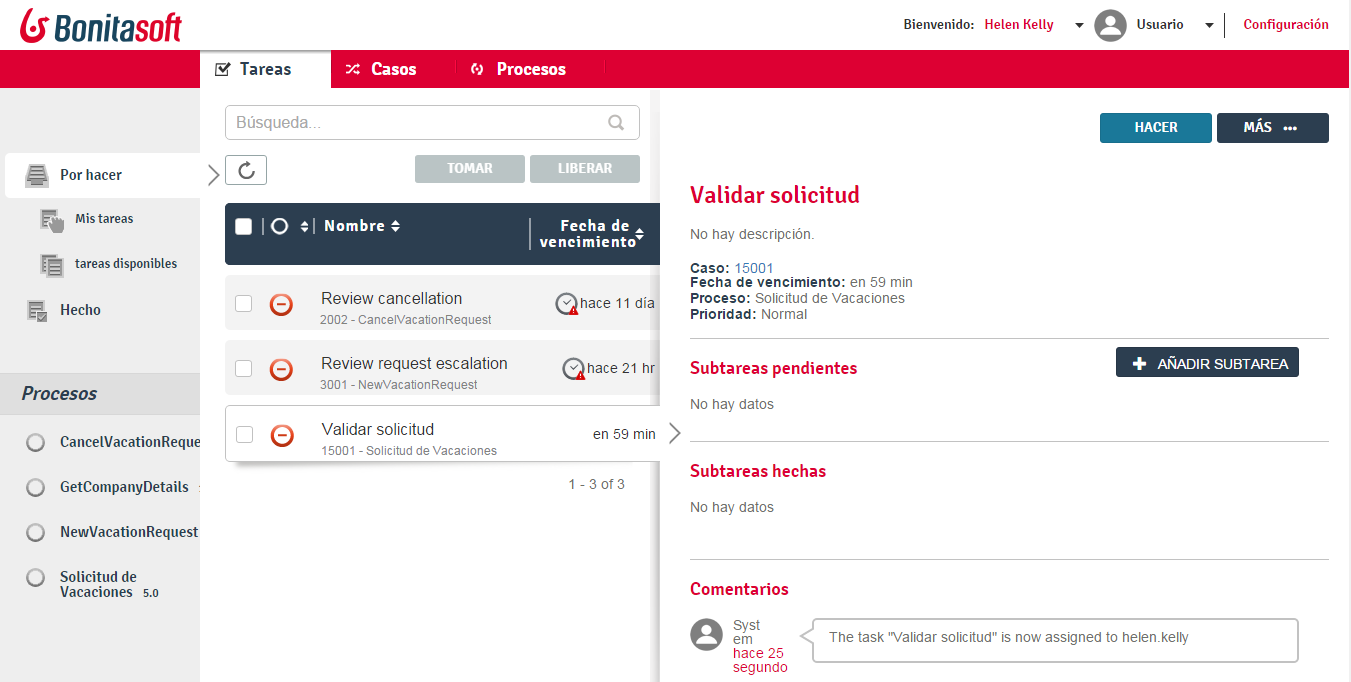 Bonitasoft
Bienvenido: Helen Kelly
Usuario
Configuración
Tareas
Casos
Procesos
Por hacer
Mis tareas
tareas disponibles
Hecho
Procesos
CancelVacationReque
GetCompanyDetails
NewVacationRequest
Solicitud de
Vacaciones 5.0
Búsqueda...
TOMAR
LIBERAR
Nombre
Fecha de
vencimiento
Review cancellation
2002 - CancelVacationRequest
hace 11 día
Review request escalation
3001 - NewVacationRequest
hace 21 hr
Validar solicitud
15001 - Solicitud de Vacaciones
en 59 min
1 - 3 of 3
HACER
MÁS •••
Validar solicitud
No hay descripción.
Caso: 15001
Fecha de vencimiento: en 59 min
Proceso: Solicitud de Vacaciones
Prioridad: Normal
Subtareas pendientes
AÑADIR SUBTAREA
No hay datos
Subtareas hechas
No hay datos
Comentarios
Syst
em
hace 25
segundo
The task "Validar solicitud" is now assigned to helen.kelly